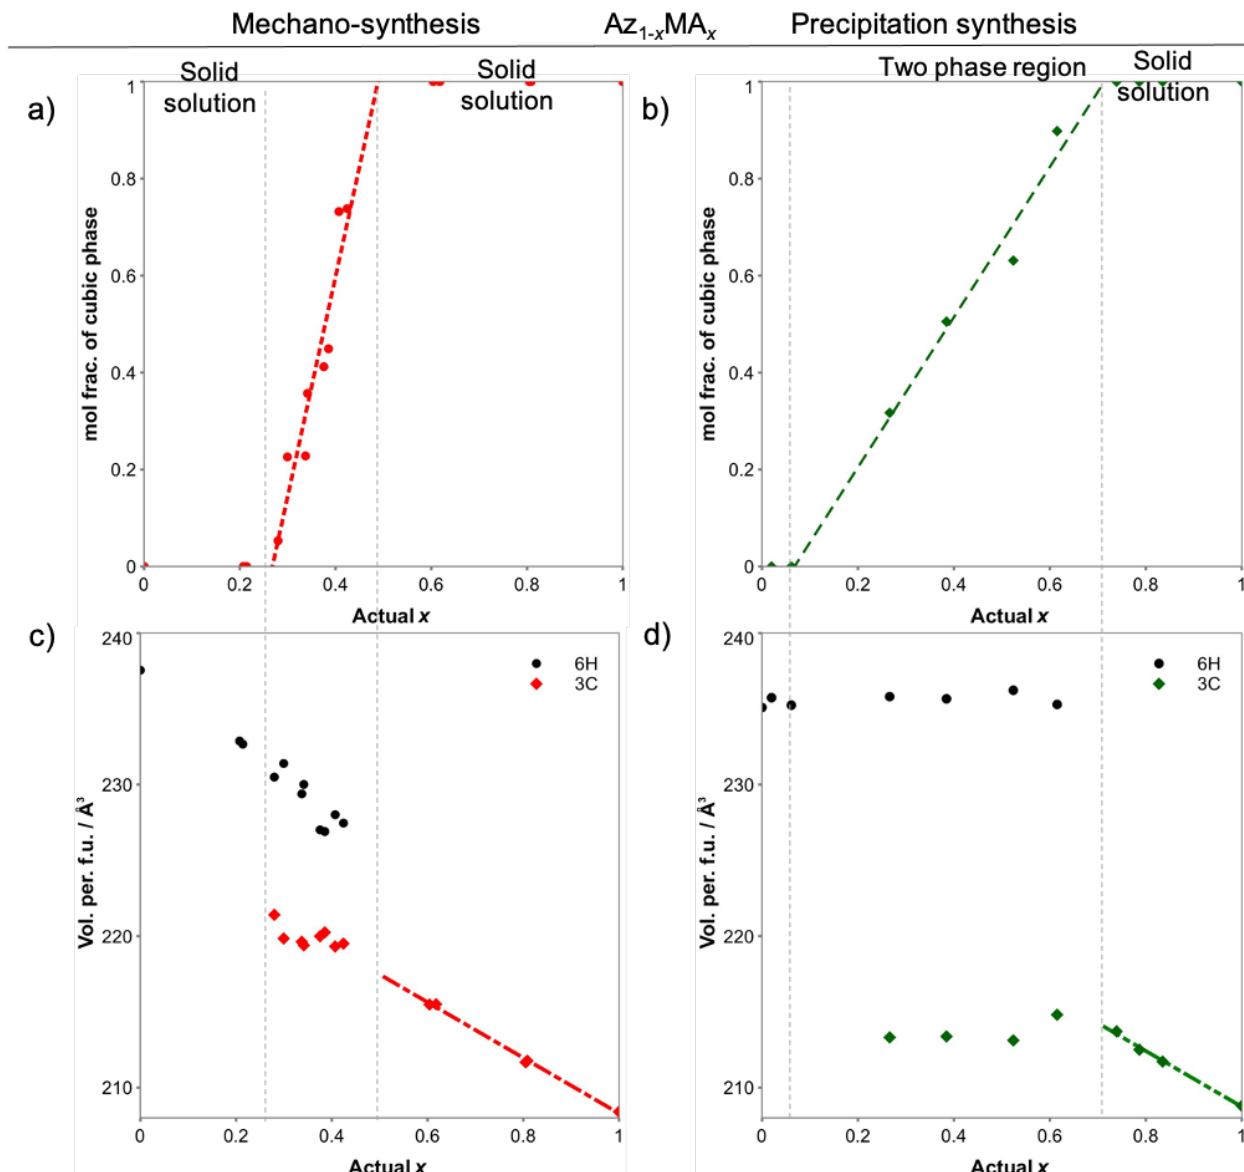 Mechano-synthesis Az1-xMAx Precipitation synthesis
Solid solution
Solid solution
Two phase region
Solid solution
a)
mol frac. of cubic phase
1
0.8
0.6
0.4
0.2
0
0 0.2 0.4 0.6 0.8 1
Actual x
b)
mol frac. of cubic phase
1
0.8
0.6
0.4
0.2
0
0 0.2 0.4 0.6 0.8 1
Actual x
c)
Vol. per. f.u. / Å³
240
230
220
210
6H
3C
0 0.2 0.4 0.6 0.8 1
Actual x
d)
Vol. per. f.u. / Å³
240
230
220
210
6H
3C
0 0.2 0.4 0.6 0.8 1
Actual x